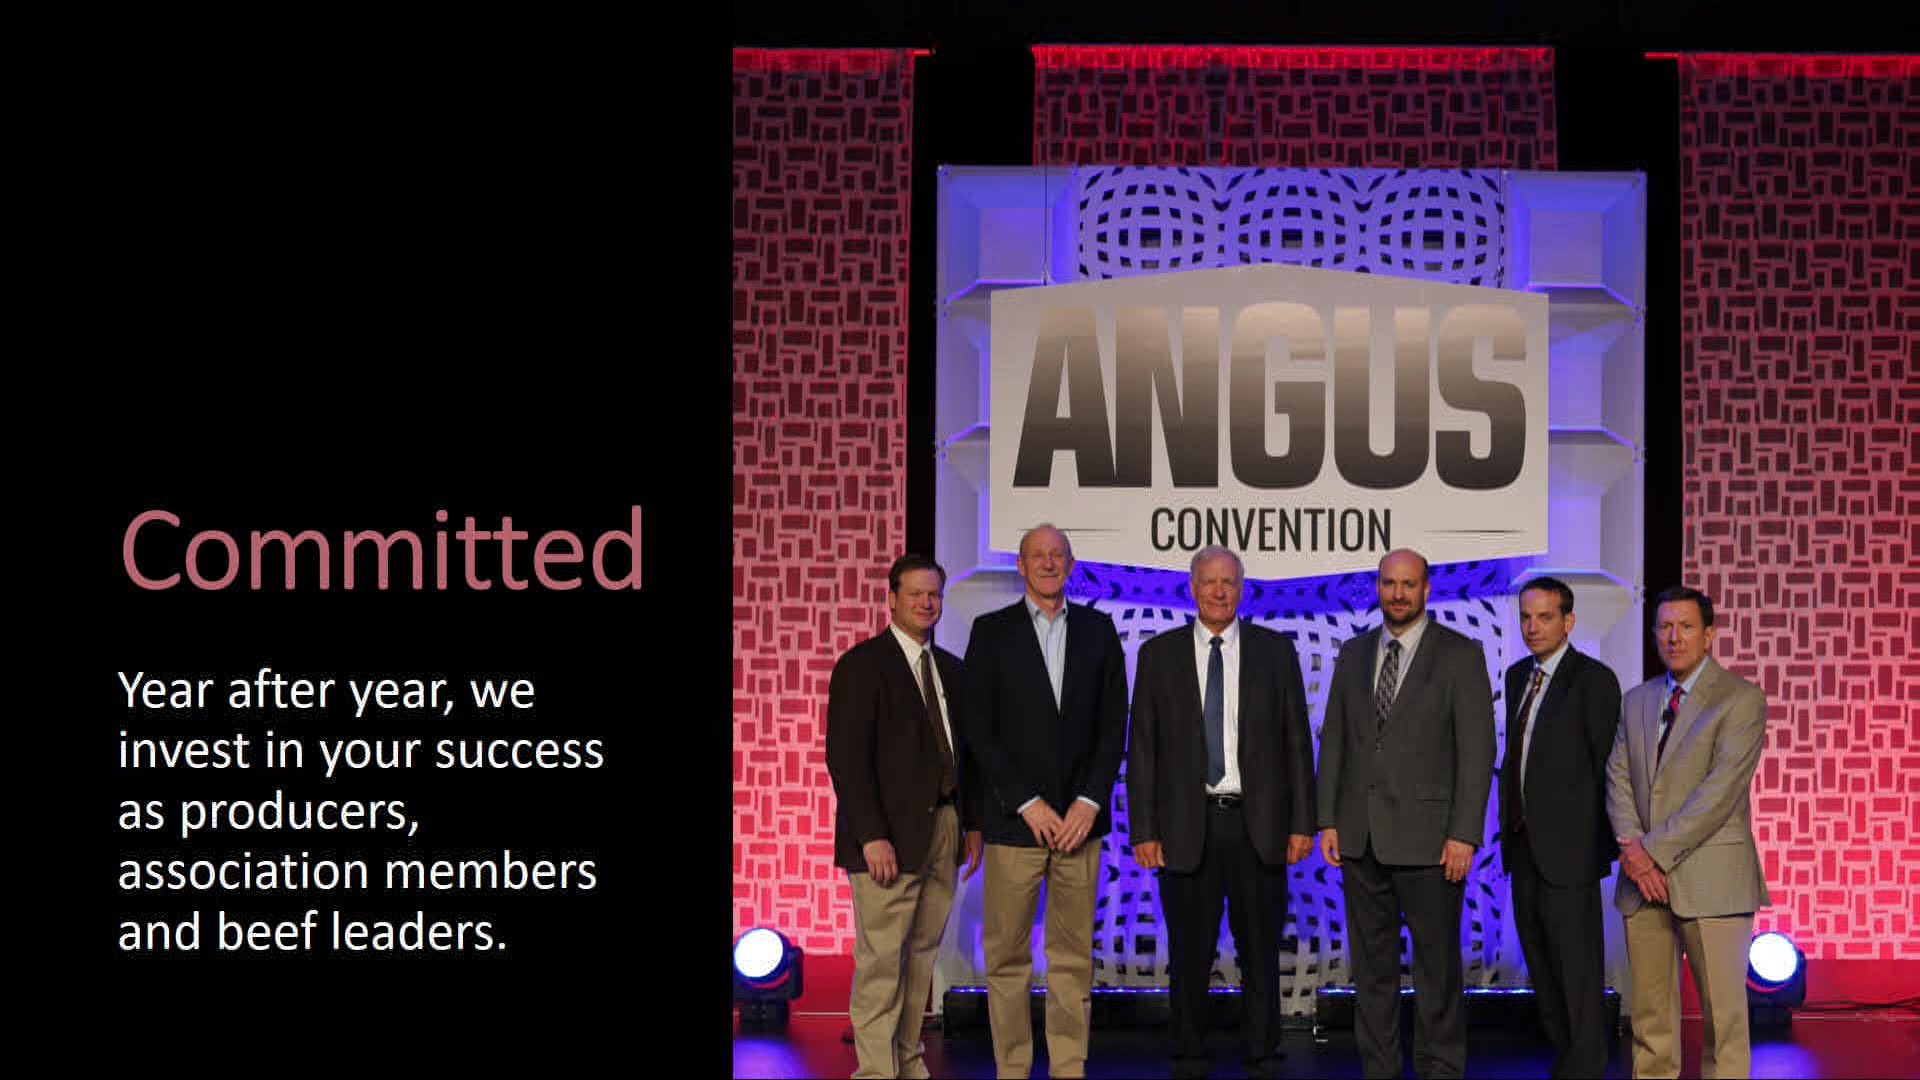 Committed
Year after year, we
invest in your success
as producers,
association members
and beef leaders.
ANGUS
CONVENTION